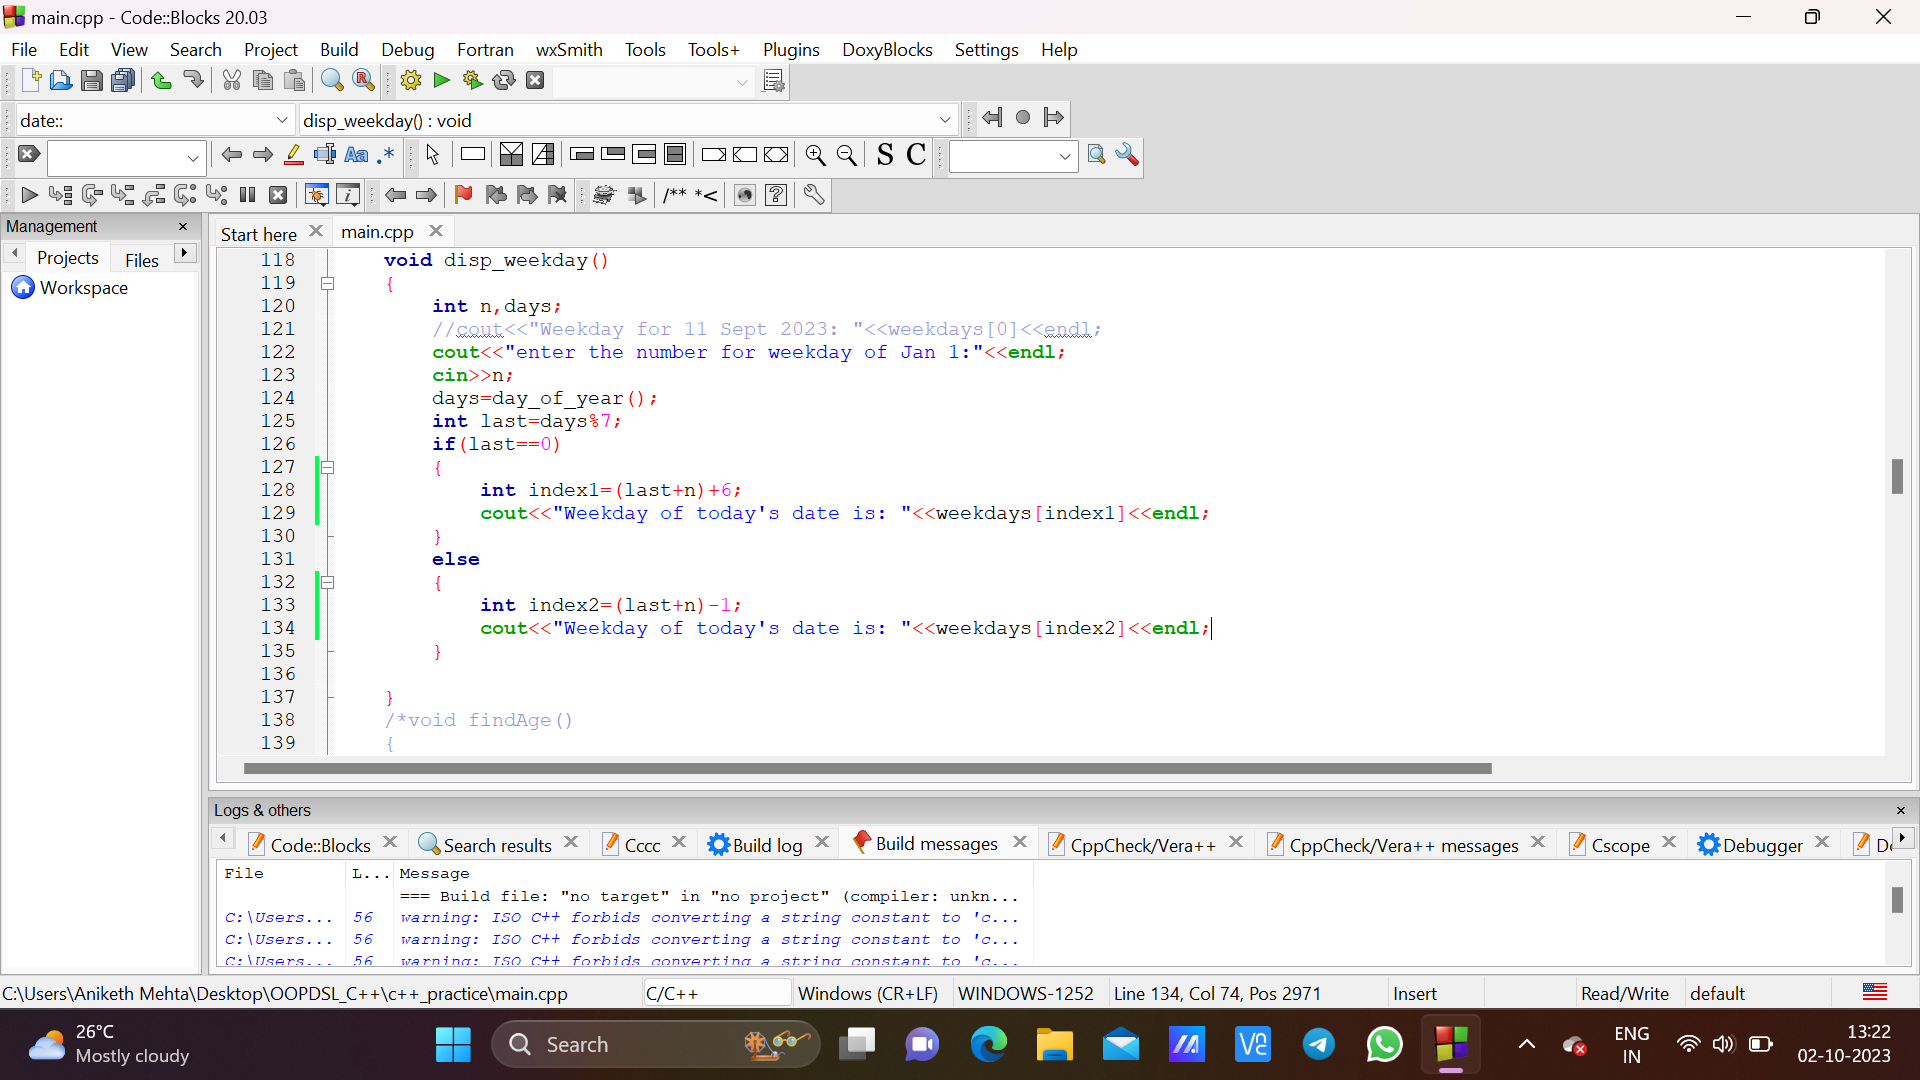 main.cpp - Code::Blocks 20.03
File Edit View Search Project Build Debug Fortran wxSmith Tools Tools+ Plugins DoxyBlocks Settings Help
date:: disp_weekday() : void
Aa .* S C
/** *<
Management
Projects Files
Workspace
Start here main.cpp
118 void disp_weekday()
119 {
120 int n,days;
121 //cout<<"Weekday for 11 Sept 2023: "<<weekdays[0]<<endl;
122 cout<<"enter the number for weekday of Jan 1:"<<endl;
123 cin>>n;
124 days=day_of_year();
125 int last=days%7;
126 if(last==0)
127 {
128 int index1=(last+n)+6;
129 cout<<"Weekday of today's date is: "<<weekdays[index1]<<endl;
130 }
131 else
132 {
133 int index2=(last+n)-1;
134 cout<<"Weekday of today's date is: "<<weekdays[index2]<<endl;
135 }
136
137 }
138 /*void findAge()
139 {
Logs & others
Code::Blocks Search results Cccc Build log Build messages CppCheck/Vera++ CppCheck/Vera++ messages Cscope Debugger
File L... Message
=== Build file: "no target" in "no project" (compiler: unkn...
C:\Users... 56 warning: ISO C++ forbids converting a string constant to 'c...
C:\Users... 56 warning: ISO C++ forbids converting a string constant to 'c...
C:\Users... 56 warning: ISO C++ forbids converting a string constant to 'c...
C:\Users\Aniketh Mehta\Desktop\OOPDSL_C++\c++_practice\main.cpp C/C++ Windows (CR+LF) WINDOWS-1252 Line 134, Col 74, Pos 2971 Insert Read/Write default
26°C
Mostly cloudy
Search
ENG
IN
13:22
02-10-2023